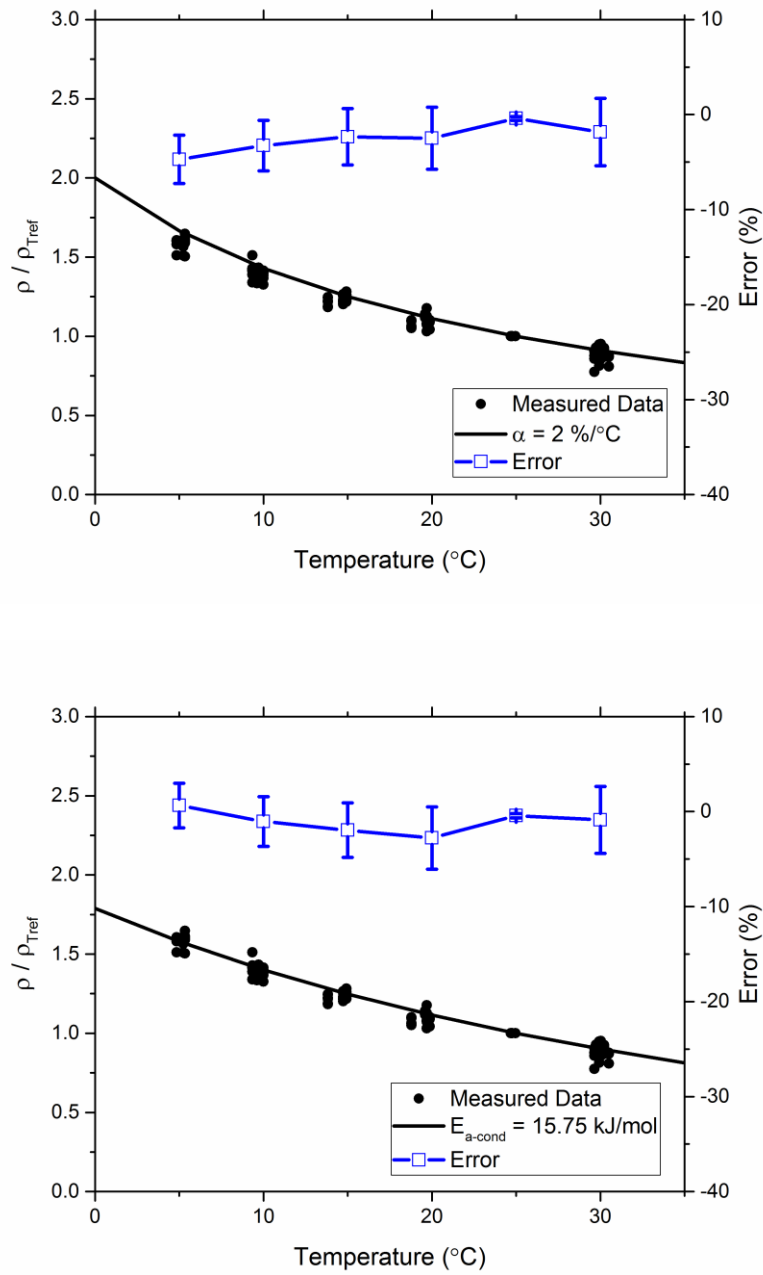 3.0
10
2.5
0
2.0
-10
1.5
-20
1.0
-30
0.5
0.0
-40
0
10
20
30
ρ / ρTref
Error (%)
Measured Data
α = 2 %/°C
Error
Temperature (°C)
3.0
10
2.5
0
2.0
-10
1.5
-20
1.0
-30
0.5
0.0
-40
0
10
20
30
ρ / ρTref
Error (%)
Measured Data
Ea-cond = 15.75 kJ/mol
Error
Temperature (°C)